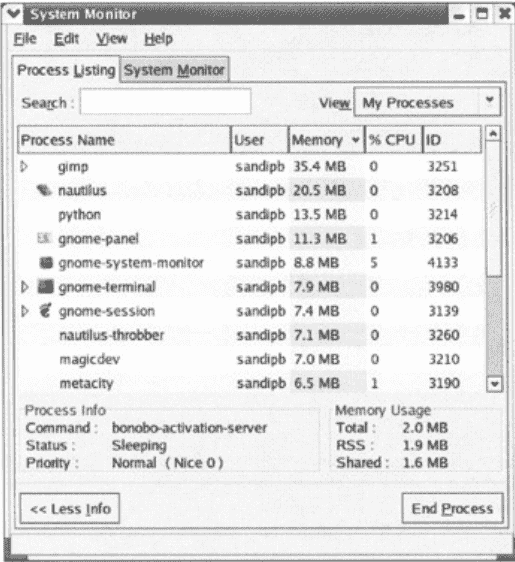 System Monitor
File Edit View Help
Process Listing System Monitor
Search : View My Processes
Process Name User Memory % CPU ID
gimp sandipb 35.4 MB 0 3251
nautilus sandipb 20.5 MB 0 3208
python sandipb 13.5 MB 0 3214
gnome-panel sandipb 11.3 MB 1 3206
gnome-system-monitor sandipb 8.8 MB 5 4133
gnome-terminal sandipb 7.9 MB 0 3980
gnome-session sandipb 7.4 MB 0 3139
nautilus-throbber sandipb 7.1 MB 0 3260
magicdev sandipb 7.0 MB 0 3210
metacity sandipb 6.5 MB 1 3190
Process Info
Command : bonobo-activation-server
Status : Sleeping
Priority : Normal ( Nice 0 )
Memory Usage
Total : 2.0 MB
RSS : 1.9 MB
Shared : 1.6 MB
<< Less Info End Process